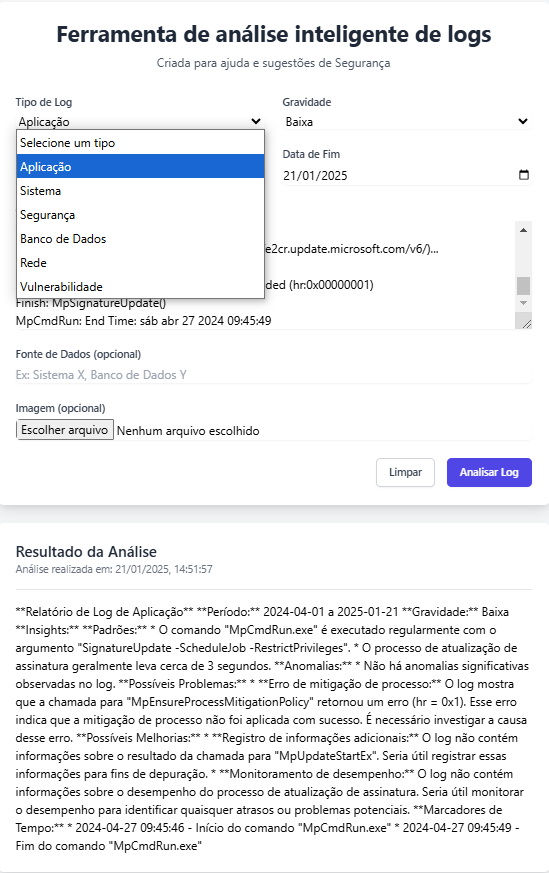 Ferramenta de análise inteligente de logs
Criada para ajuda e sugestões de Segurança
Tipo de Log
Gravidade
Aplicação
Baixa
Selecione um tipo
Aplicação
Sistema
Segurança
Banco de Dados
Rede
Vulnerabilidade
Data de Fim
21/01/2025
e2cr.update.microsoft.com/v6/)...
ded (hr:0x00000001)
Finish: MpSignatureUpdate()
MpCmdRun: End Time: sáb abr 27 2024 09:45:49
Fonte de Dados (opcional)
Ex: Sistema X, Banco de Dados Y
Imagem (opcional)
Escolher arquivo Nenhum arquivo escolhido
Limpar
Analisar Log
Resultado da Análise
Análise realizada em: 21/01/2025, 14:51:57
**Relatório de Log de Aplicação** **Período:** 2024-04-01 a 2025-01-21 **Gravidade:** Baixa
**Insights:** **Padrões:** * O comando "MpCmdRun.exe" é executado regularmente com o
argumento "SignatureUpdate -ScheduleJob -RestrictPrivileges". * O processo de atualização de
assinatura geralmente leva cerca de 3 segundos. **Anomalias:** * Não há anomalias significativas
observadas no log. **Possíveis Problemas:** * **Erro de mitigação de processo:** O log mostra
que a chamada para "MpEnsureProcessMitigationPolicy" retornou um erro (hr = 0x1). Esse erro
indica que a mitigação de processo não foi aplicada com sucesso. É necessário investigar a causa
desse erro. **Possíveis Melhorias:** * **Registro de informações adicionais:** O log não contém
informações sobre o resultado da chamada para "MpUpdateStartEx". Seria útil registrar essas
informações para fins de depuração. * **Monitoramento de desempenho:** O log não contém
informações sobre o desempenho do processo de atualização de assinatura. Seria útil monitorar
o desempenho para identificar quaisquer atrasos ou problemas potenciais. **Marcadores de
Tempo:** * 2024-04-27 09:45:46 - Início do comando "MpCmdRun.exe" * 2024-04-27 09:45:49 -
Fim do comando "MpCmdRun.exe"